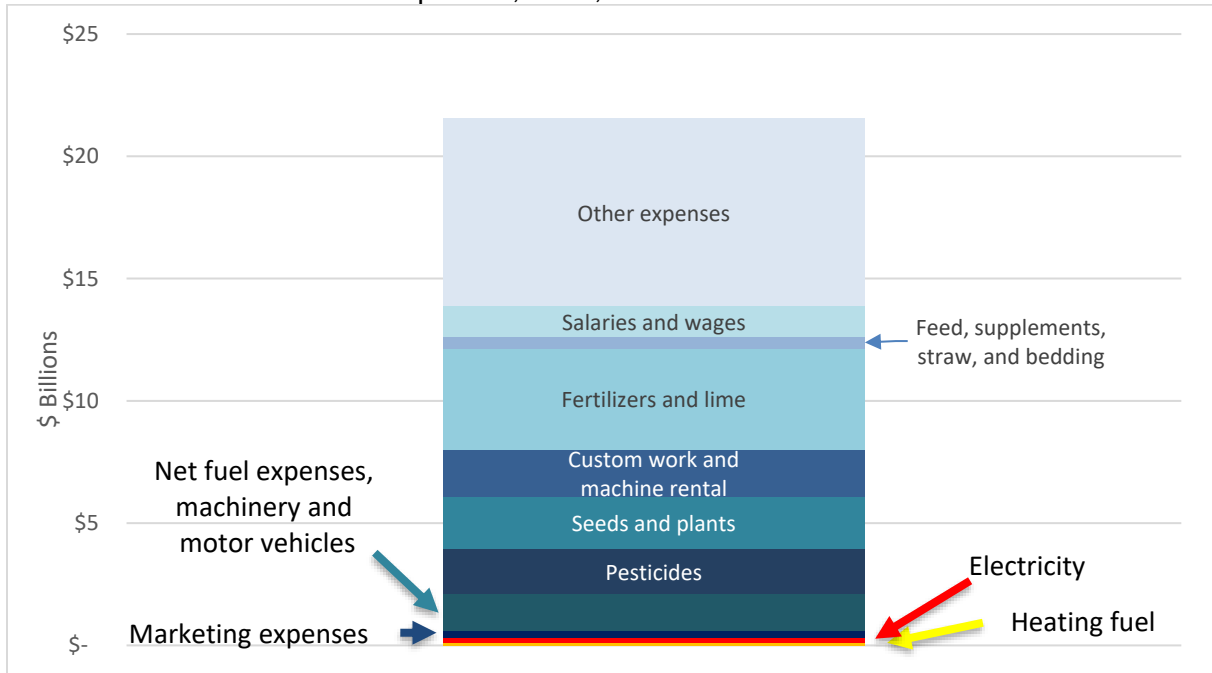 $25
$20
$15
$10
$5
$-
$ Billions
Other expenses
Salaries and wages
Feed, supplements,
straw, and bedding
Fertilizers and lime
Custom work and
machine rental
Net fuel expenses,
machinery and
motor vehicles
Seeds and plants
Pesticides
Electricity
Marketing expenses
Heating fuel